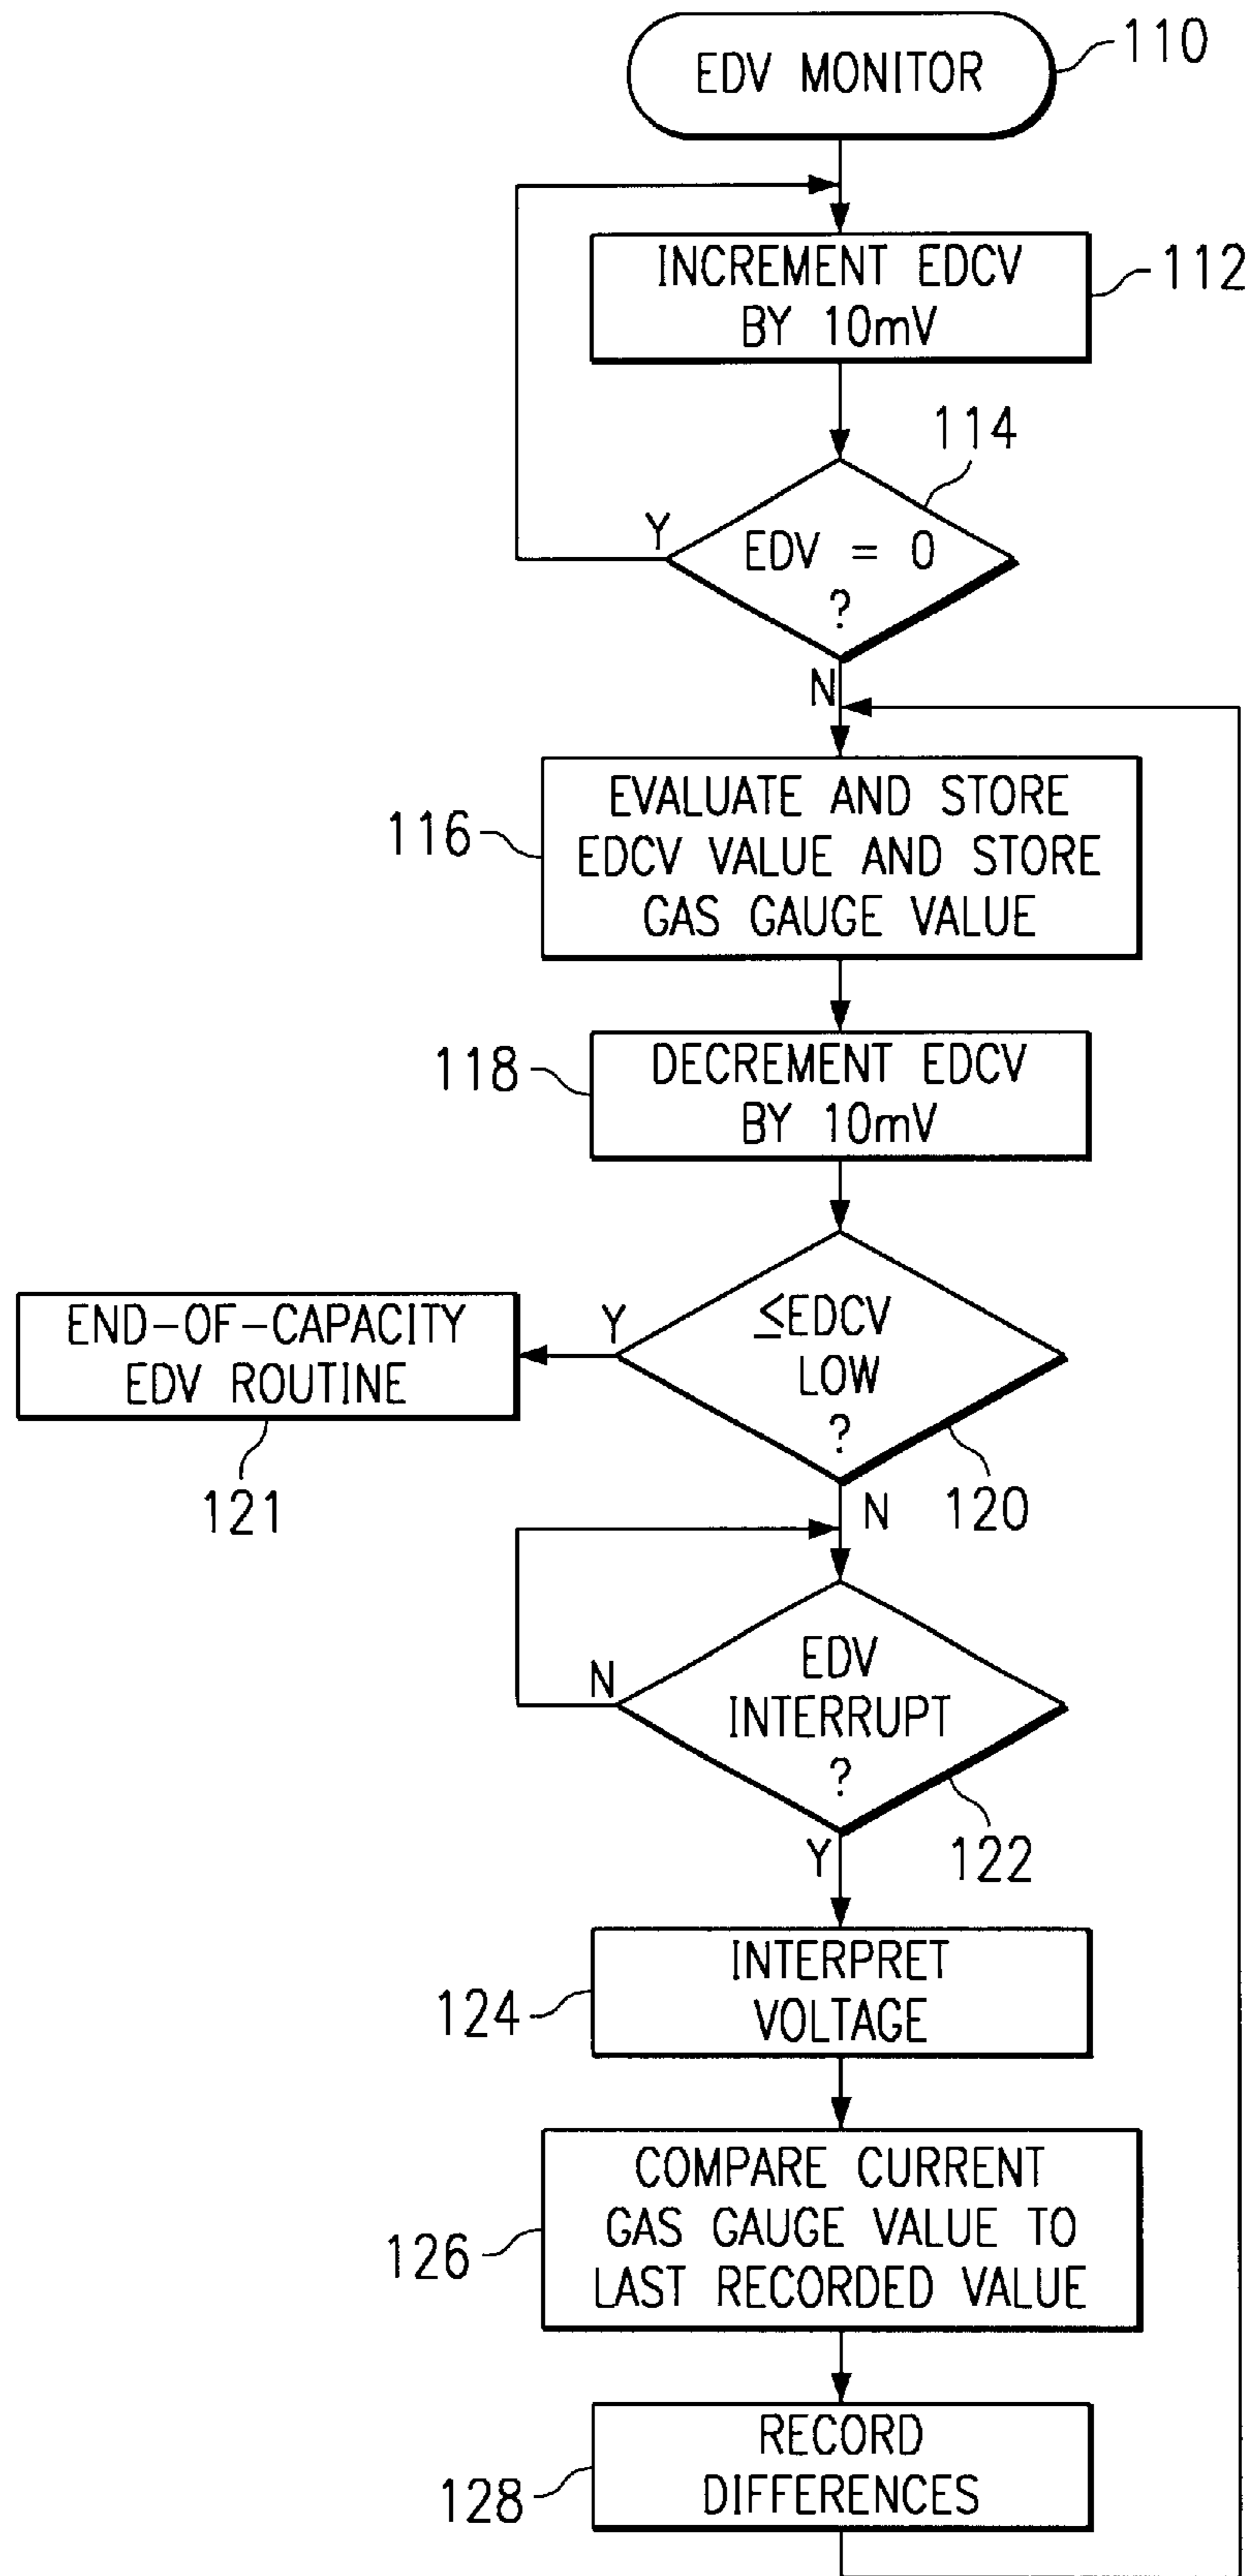 EDV MONITOR
110
INCREMENT EDCV
BY 10mV
112
114
Y
EDV = 0
?
N
116
EVALUATE AND STORE
EDCV VALUE AND STORE
GAS GAUGE VALUE
118
DECREMENT EDCV
BY 10mV
END-OF-CAPACITY
EDV ROUTINE
121
Y
≤EDCV
LOW
?
120
N
N
EDV
INTERRUPT
?
122
Y
124
INTERPRET
VOLTAGE
126
COMPARE CURRENT
GAS GAUGE VALUE TO
LAST RECORDED VALUE
128
RECORD
DIFFERENCES